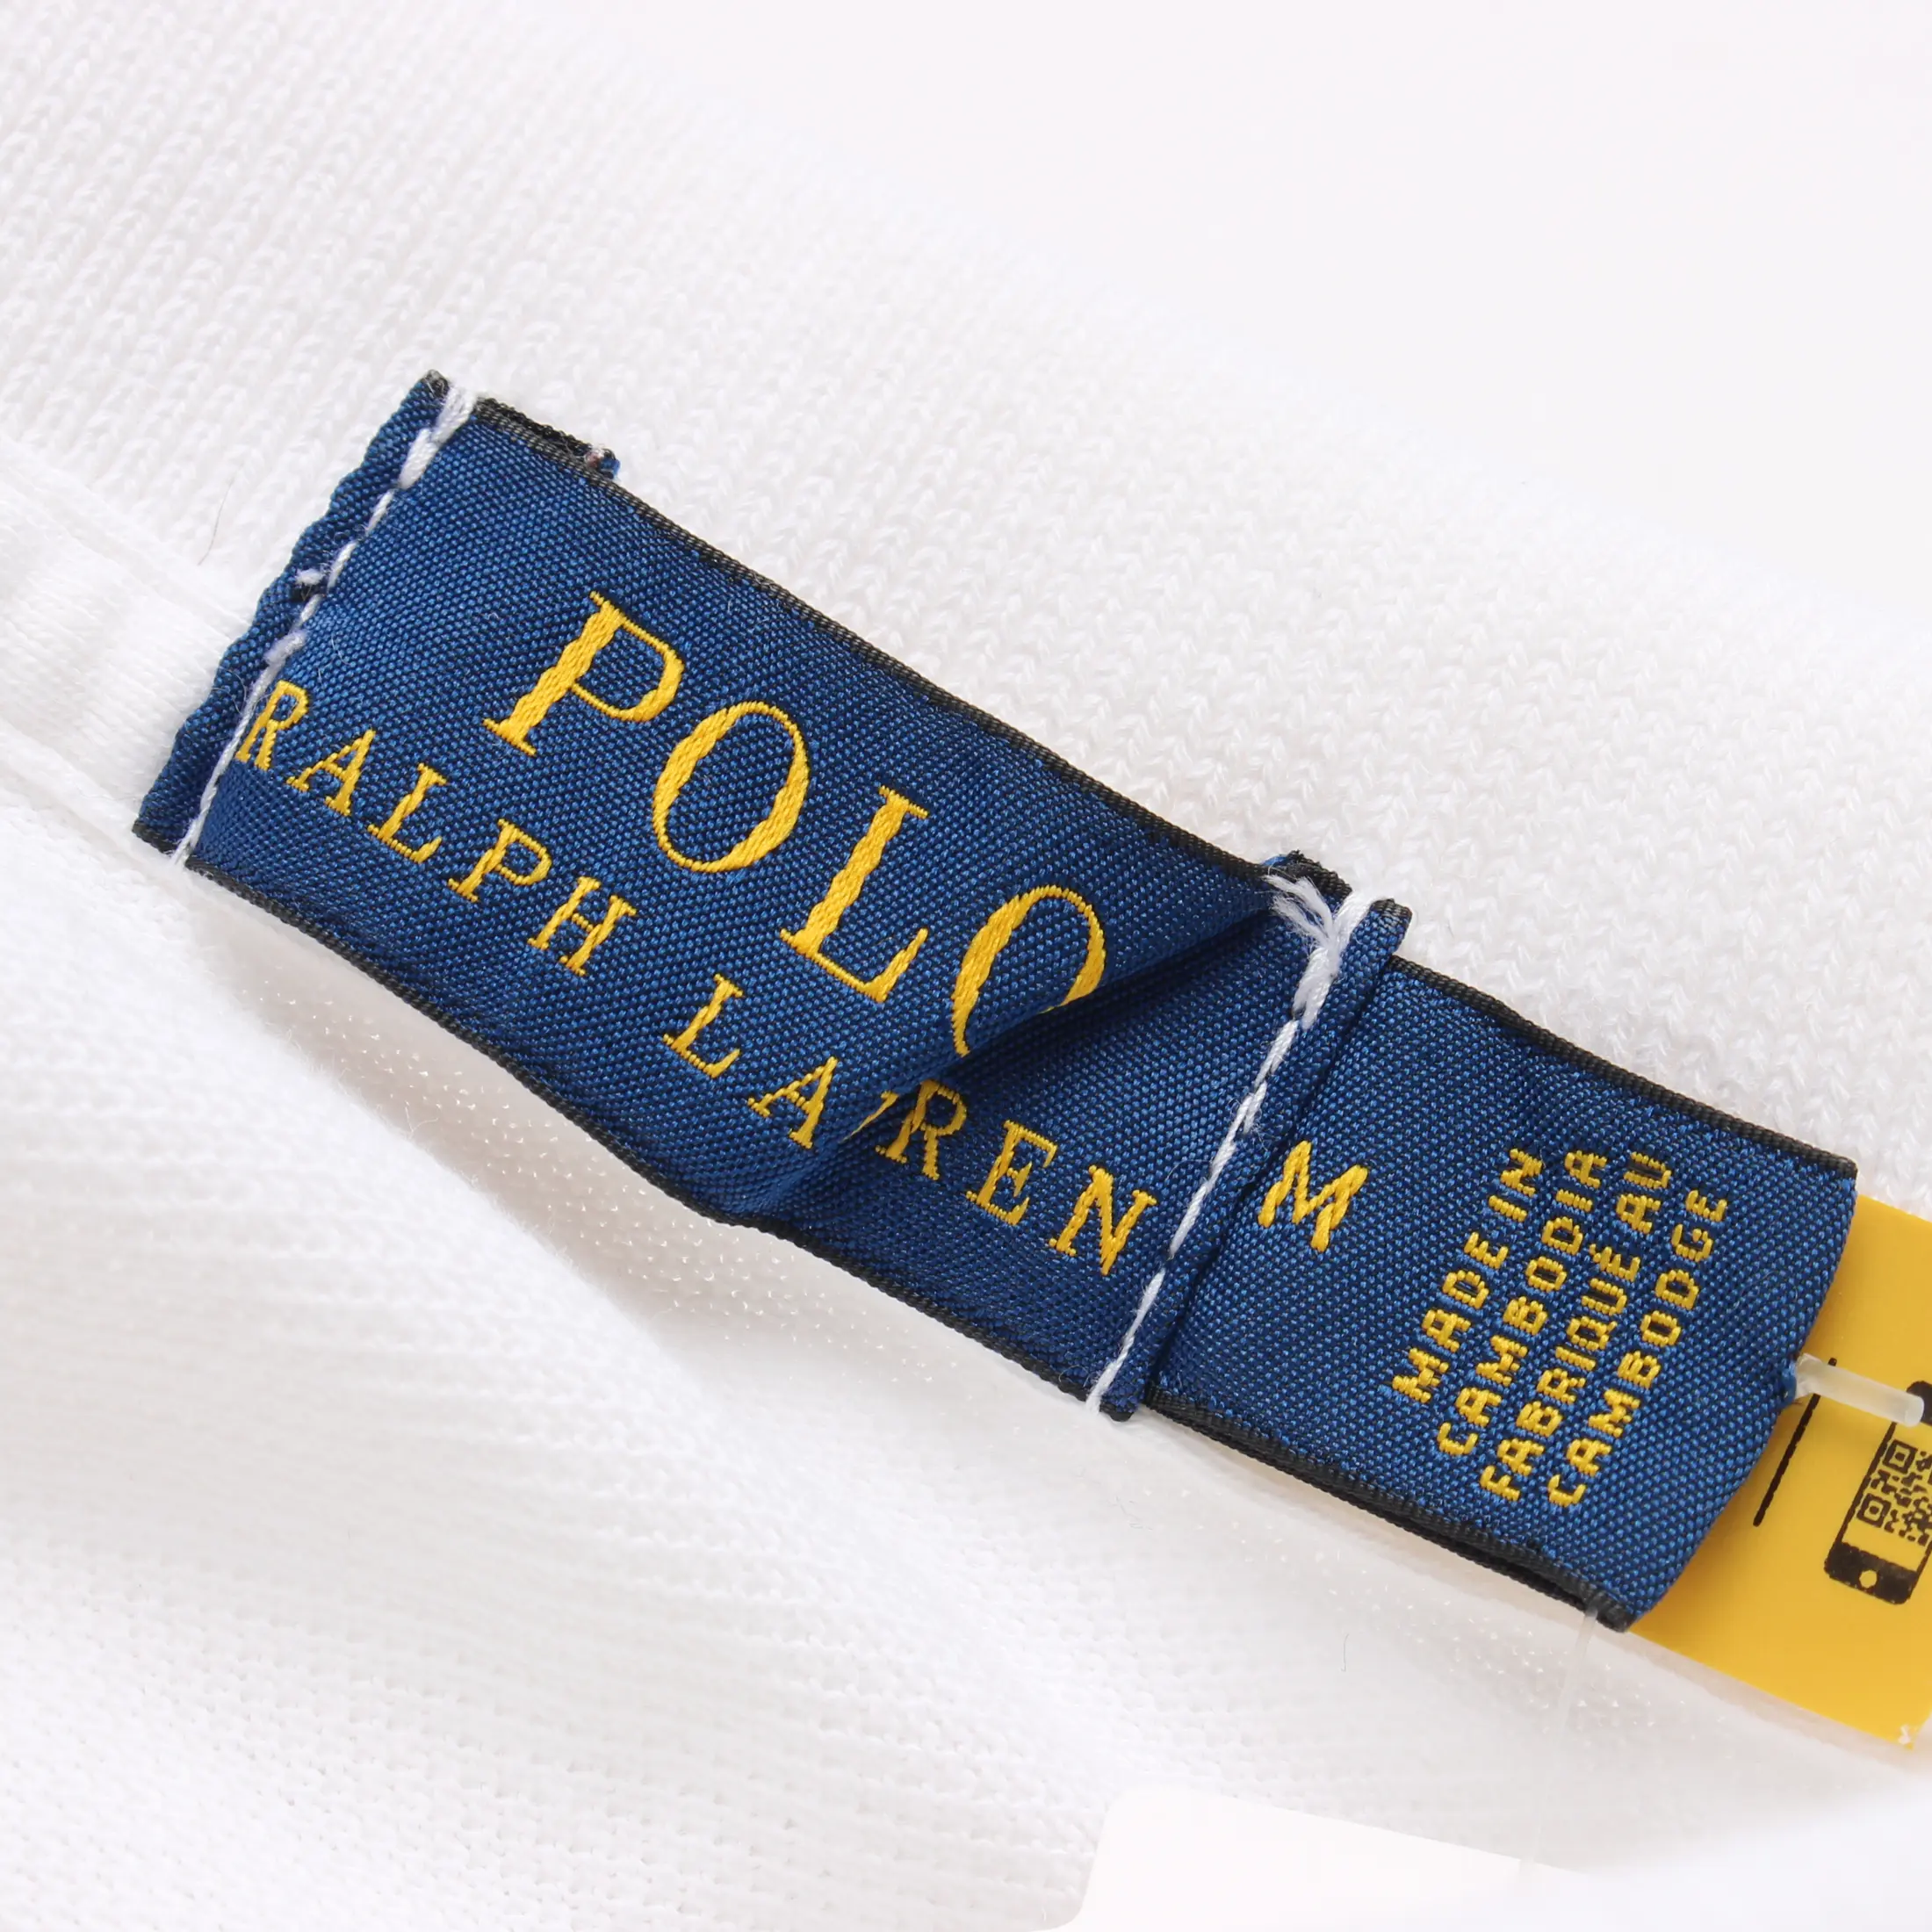 POLO
RALPH LAUREN
M
MADE IN
CAMBODIA
FABRIQUÉ AU
CAMBODGE